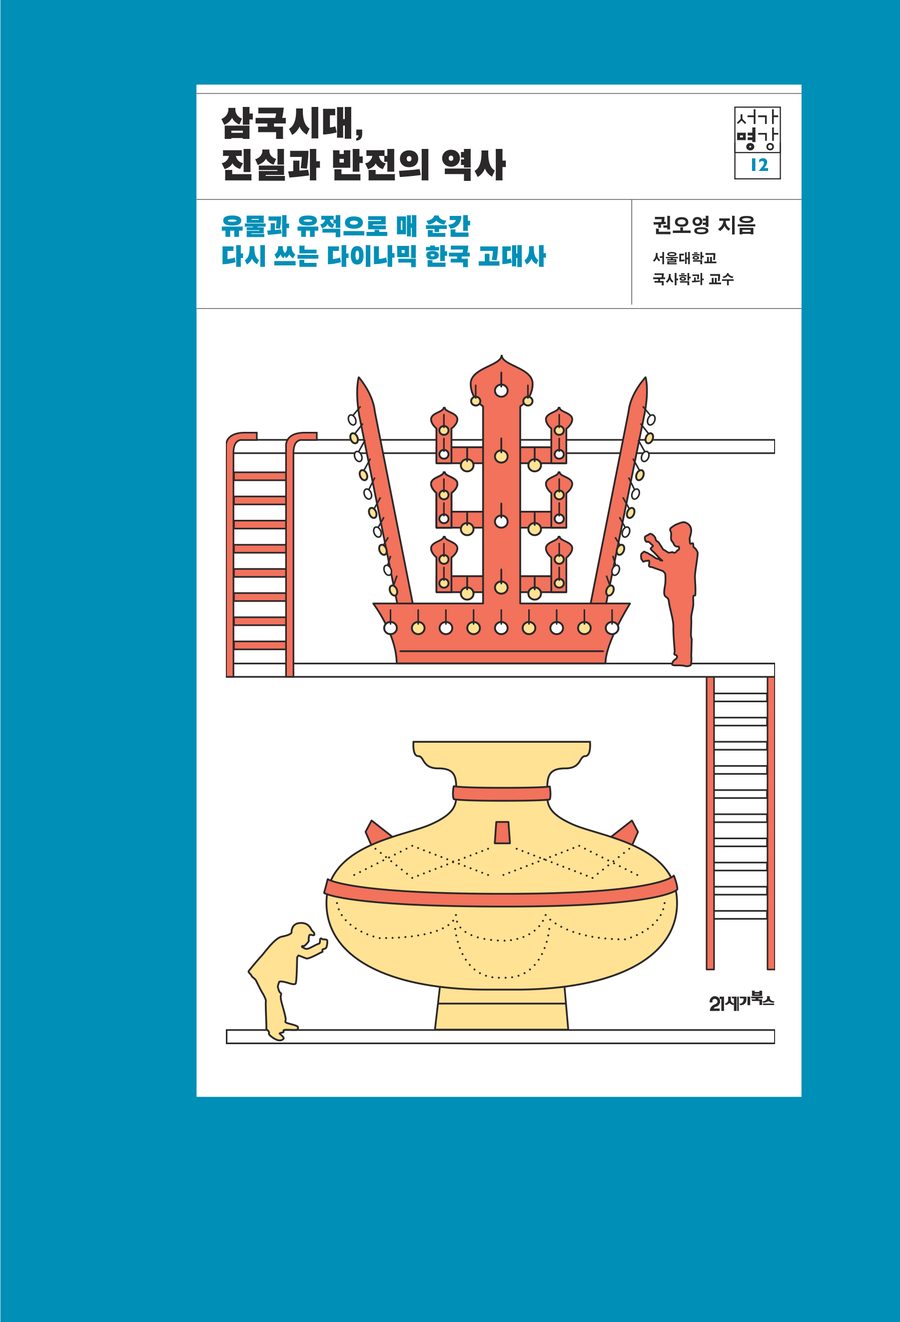 삼국시대,
진실과 반전의 역사
서가
명강
12
유물과 유적으로 매 순간
다시 쓰는 다이나믹 한국 고대사
권오영 지음
서울대학교
국사학과 교수
21세기북스